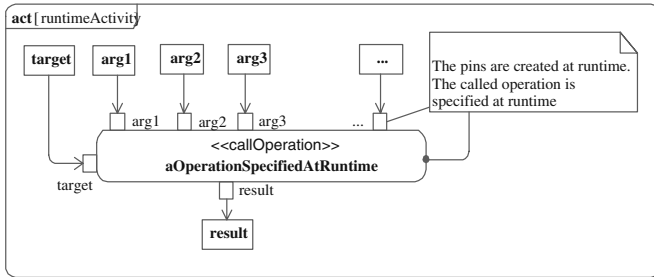 act [ runtimeActivity
target
arg1
arg2
arg3
...
The pins are created at runtime.
The called operation is
specified at runtime
arg1
arg2
arg3
...
<<callOperation>>
aOperationSpecifiedAtRuntime
target
result
result